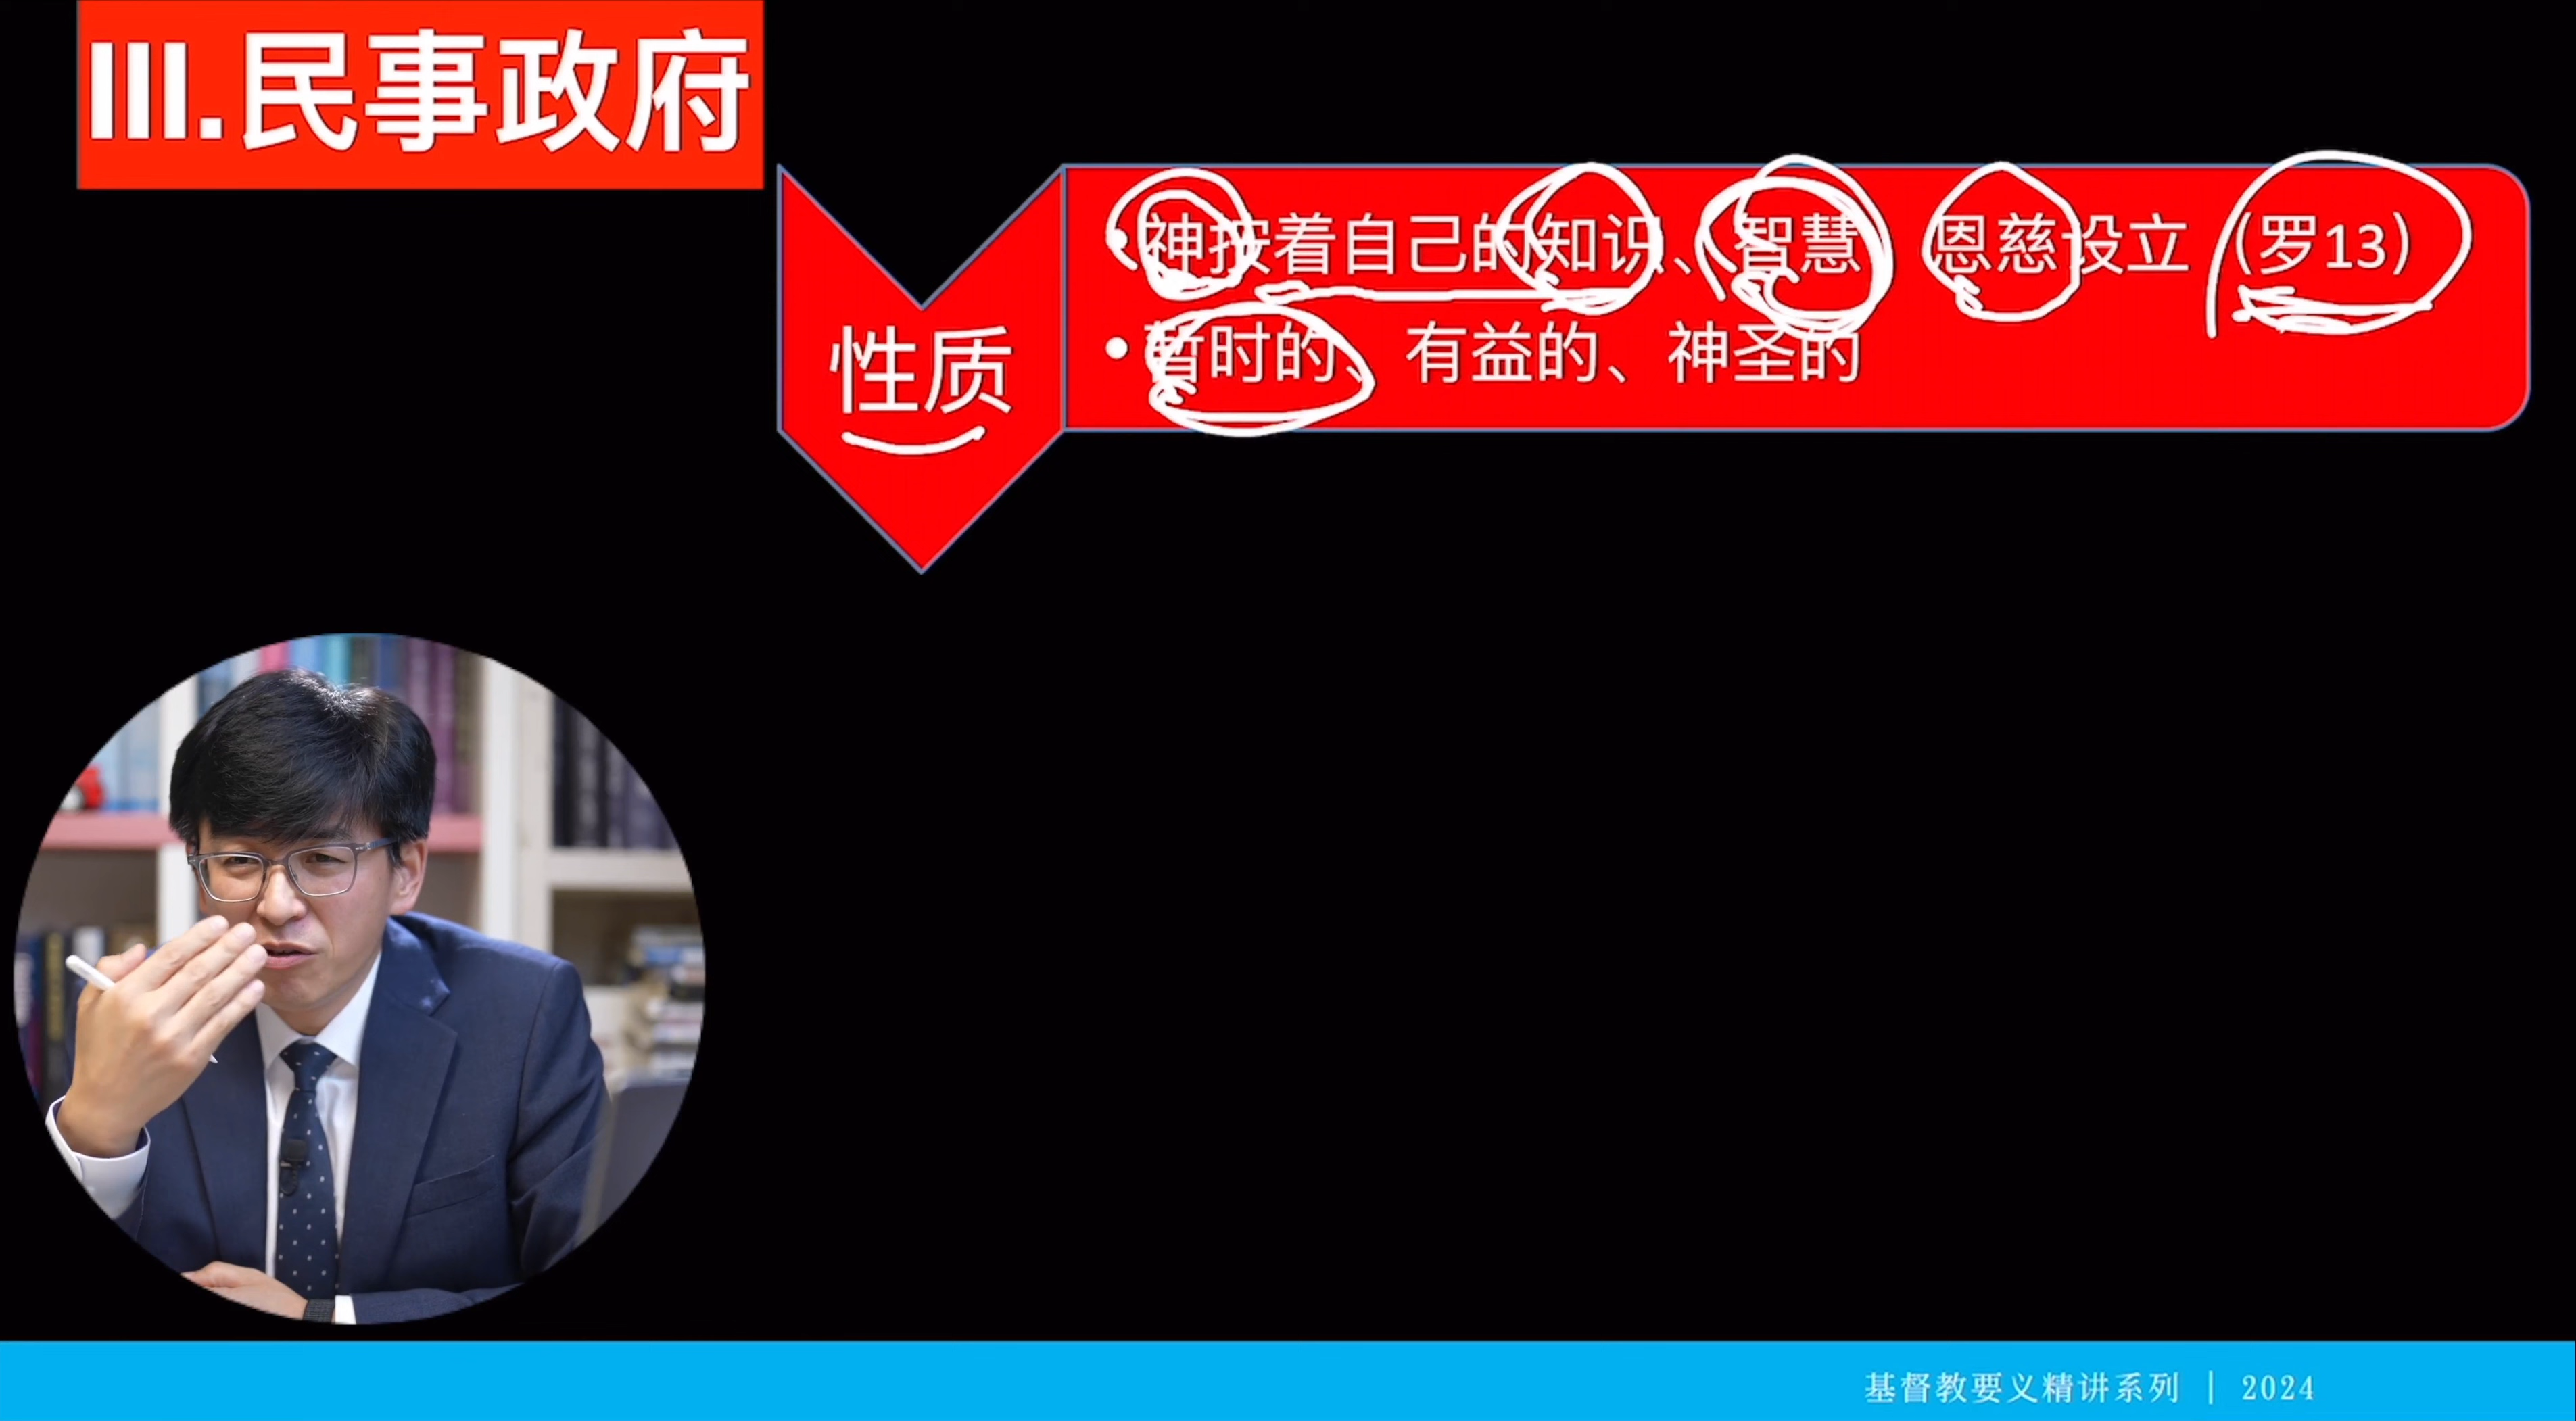 III.民事政府
性质
• 神按着自己的知识、智慧 恩慈设立（罗13）
• 暂时的、有益的、神圣的
基督教要义精讲系列 | 2024